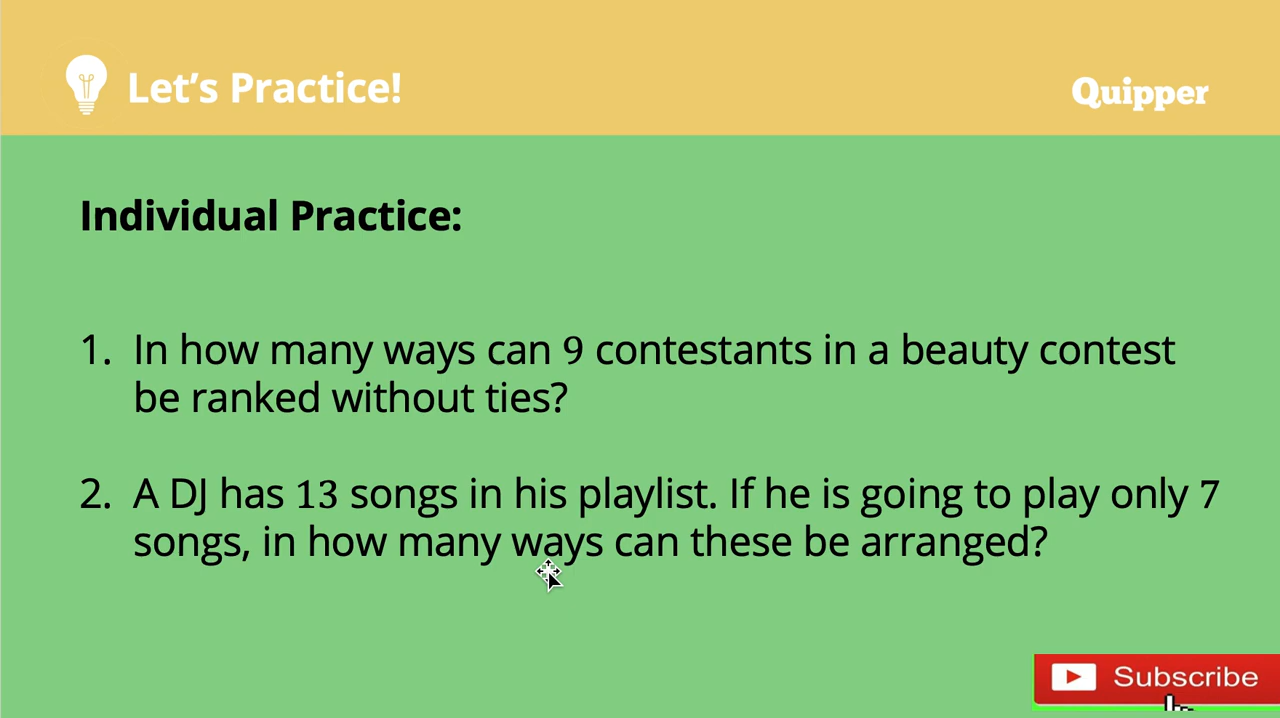 Let’s Practice!
Quipper
Individual Practice:
1. In how many ways can 9 contestants in a beauty contest
be ranked without ties?
2. A DJ has 13 songs in his playlist. If he is going to play only 7
songs, in how many ways can these be arranged?
Subscribe